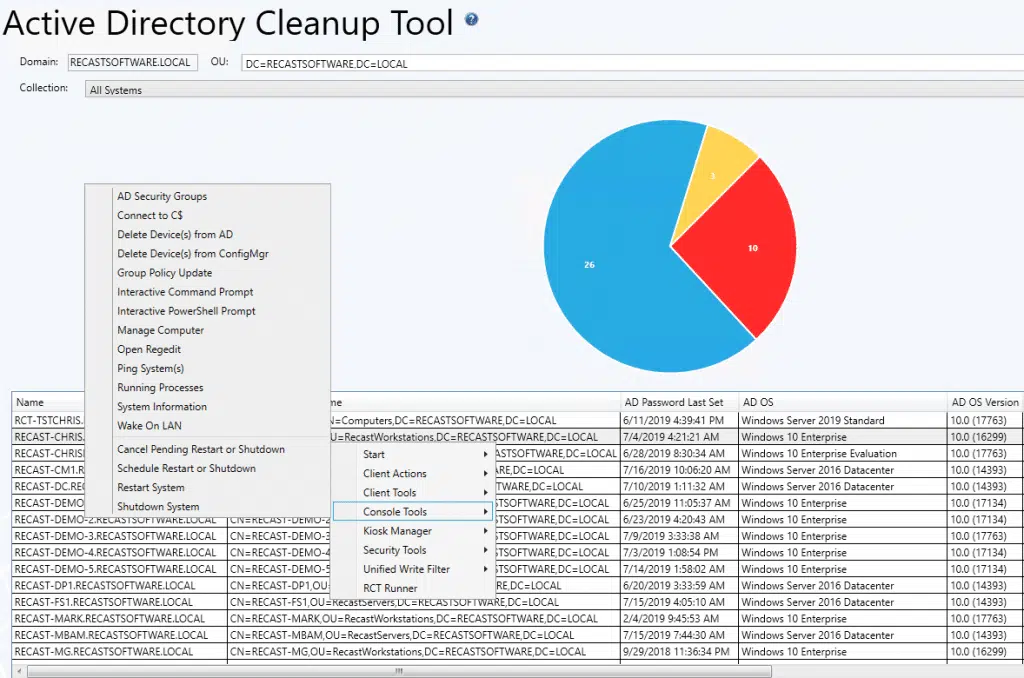 Active Directory Cleanup Tool ?
Domain: RECASTSOFTWARE.LOCAL OU: DC=RECASTSOFTWARE,DC=LOCAL
Collection: All Systems
3
10
26
AD Security Groups
Connect to C$
Delete Device(s) from AD
Delete Device(s) from ConfigMgr
Group Policy Update
Interactive Command Prompt
Interactive PowerShell Prompt
Manage Computer
Open Regedit
Ping System(s)
Running Processes
System Information
Wake On LAN
Cancel Pending Restart or Shutdown
Schedule Restart or Shutdown
Restart System
Shutdown System
Start
Client Actions
Client Tools
Console Tools
Kiosk Manager
Security Tools
Unified Write Filter
RCT Runner
Name me AD Password Last Set AD OS AD OS Version
RCT-TSTCHRIS. N=Computers,DC=RECASTSOFTWARE,DC=LOCAL 6/11/2019 4:39:41 PM Windows Server 2019 Standard 10.0 (17763)
RECAST-CHRIS. U=RecastWorkstations,DC=RECASTSOFTWARE,DC=LOCAL 7/4/2019 4:21:21 AM Windows 10 Enterprise 10.0 (16299)
RECAST-CHRIS ASTSOFTWARE,DC=LOCAL 6/28/2019 8:30:34 AM Windows 10 Enterprise Evaluation 10.0 (17763)
RECAST-CM1.R RE,DC=LOCAL 7/16/2019 10:06:20 AM Windows Server 2016 Datacenter 10.0 (14393)
RECAST-DC.REC E,DC=LOCAL 7/10/2019 1:11:32 AM Windows Server 2016 Datacenter 10.0 (14393)
RECAST-DEMO STSOFTWARE,DC=LOCAL 6/25/2019 11:05:37 AM Windows 10 Enterprise 10.0 (17134)
RECAST-DEMO-2.RECASTSOFTWARE.LOCAL CN=RECAST-DEMO-2 STSOFTWARE,DC=LOCAL 6/23/2019 4:20:43 AM Windows 10 Enterprise 10.0 (17134)
RECAST-DEMO-3.RECASTSOFTWARE.LOCAL CN=RECAST-DEMO-3 STSOFTWARE,DC=LOCAL 7/9/2019 3:33:38 AM Windows 10 Enterprise 10.0 (17763)
RECAST-DEMO-4.RECASTSOFTWARE.LOCAL CN=RECAST-DEMO-4 STSOFTWARE,DC=LOCAL 7/3/2019 1:08:54 PM Windows 10 Enterprise 10.0 (17134)
RECAST-DEMO-5.RECASTSOFTWARE.LOCAL CN=RECAST-DEMO-5 STSOFTWARE,DC=LOCAL 7/14/2019 1:58:02 AM Windows 10 Enterprise 10.0 (17134)
RECAST-DP1.RECASTSOFTWARE.LOCAL CN=RECAST-DP1,OU= RE,DC=LOCAL 6/20/2019 3:33:59 AM Windows Server 2016 Datacenter 10.0 (14393)
RECAST-FS1.RECASTSOFTWARE.LOCAL CN=RECAST-FS1,OU=RecastServers,DC=RECASTSOFTWARE,DC=LOCAL 7/15/2019 4:05:10 AM Windows Server 2016 Datacenter 10.0 (14393)
RECAST-MARK.RECASTSOFTWARE.LOCAL CN=RECAST-MARK,OU=RecastWorkstations,DC=RECASTSOFTWARE,DC=LOCAL 2/4/2019 9:45:53 AM Windows 10 Enterprise 10.0 (17763)
RECAST-MBAM.RECASTSOFTWARE.LOCAL CN=RECAST-MBAM,OU=RecastServers,DC=RECASTSOFTWARE,DC=LOCAL 7/15/2019 7:44:30 AM Windows Server 2016 Datacenter 10.0 (14393)
RECAST-MG.RECASTSOFTWARE.LOCAL CN=RECAST-MG,OU=RecastWorkstations,DC=RECASTSOFTWARE,DC=LOCAL 9/29/2018 11:36:34 PM Windows 10 Enterprise 10.0 (16299)